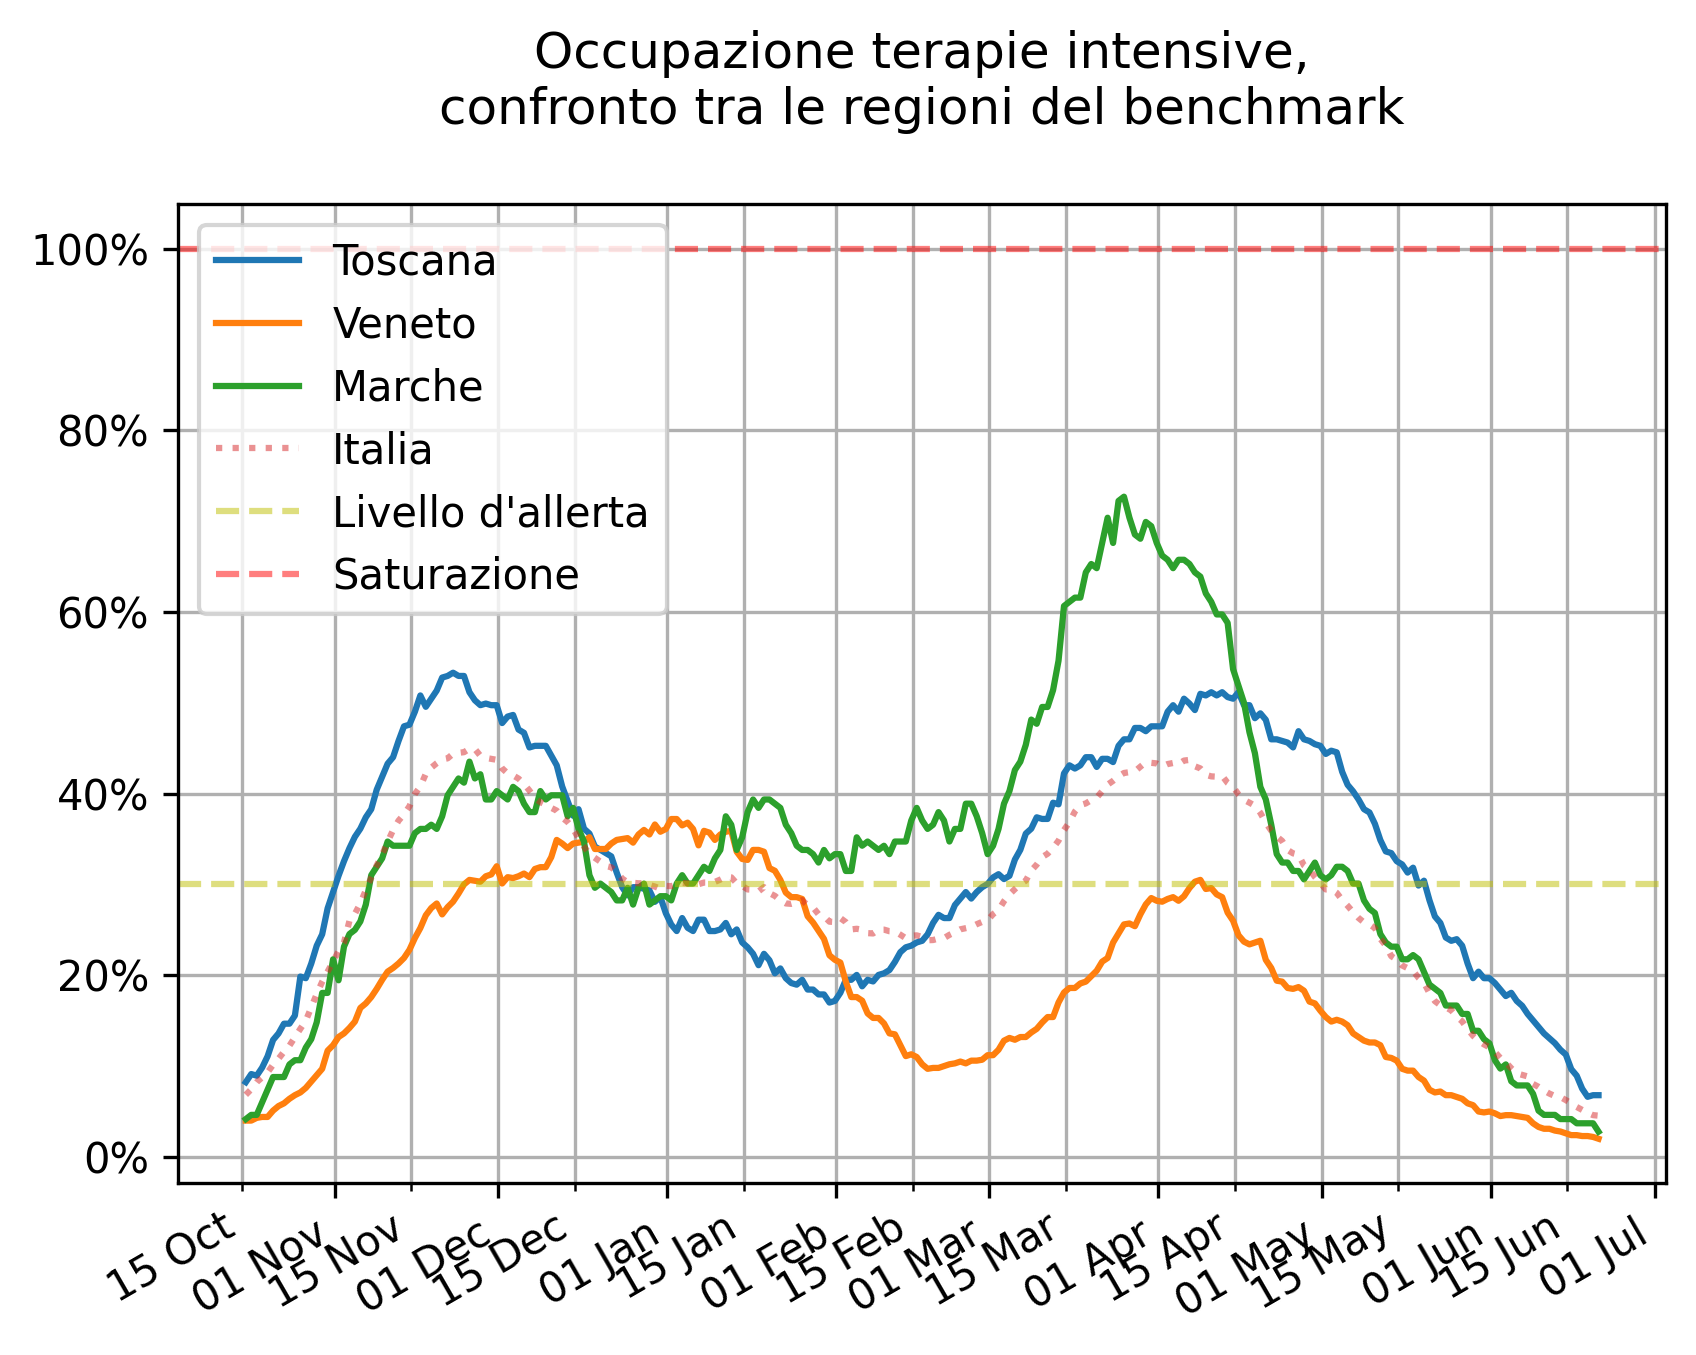 Occupazione terapie intensive,
confronto tra le regioni del benchmark
100%
80%
60%
40%
20%
0%
Toscana
Veneto
Marche
Italia
Livello d'allerta
Saturazione
15 Oct
01 Nov
15 Nov
01 Dec
15 Dec
01 Jan
15 Jan
01 Feb
15 Feb
01 Mar
15 Mar
01 Apr
15 Apr
01 May
15 May
01 Jun
15 Jun
01 Jul